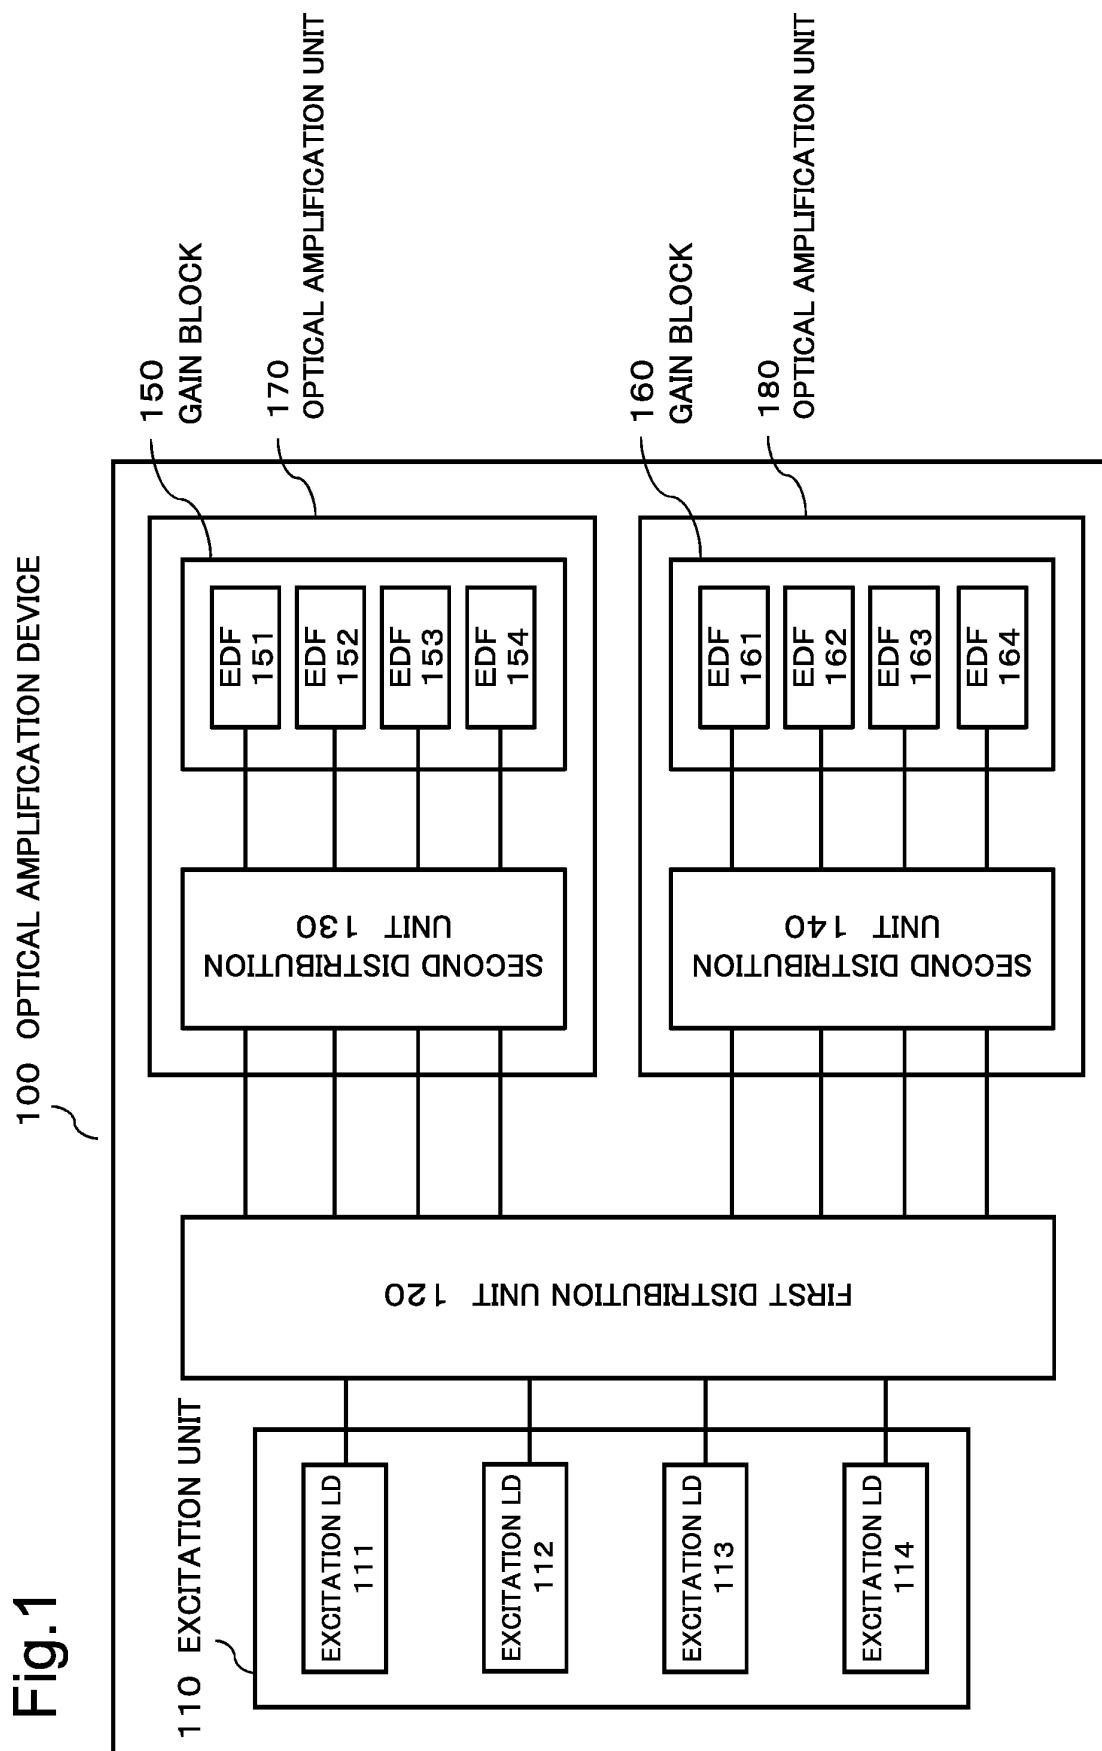 Fig.1
100 OPTICAL AMPLIFICATION DEVICE
110 EXCITATION UNIT
EXCITATION LD
111
EXCITATION LD
112
EXCITATION LD
113
EXCITATION LD
114
FIRST DISTRIBUTION UNIT 120
SECOND DISTRIBUTION
UNIT 130
EDF
151
EDF
152
EDF
153
EDF
154
150
GAIN BLOCK
170
OPTICAL AMPLIFICATION UNIT
SECOND DISTRIBUTION
UNIT 140
EDF
161
EDF
162
EDF
163
EDF
164
160
GAIN BLOCK
180
OPTICAL AMPLIFICATION UNIT